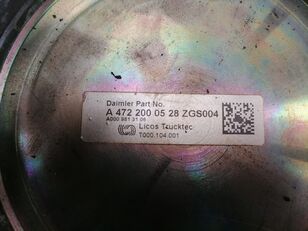 Daimler Part No.
A 472 200 05 28 ZGS004
A000 981 31 06
Licos Trucktec
T000.104.001